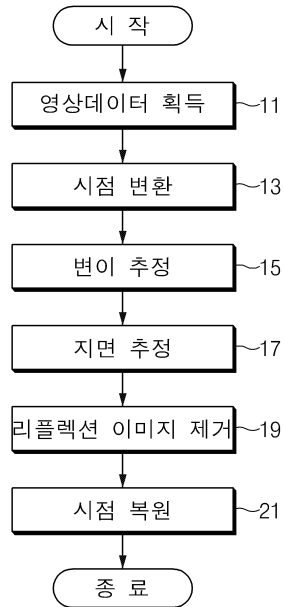 시 작
영상데이터 획득 11
시점 변환 13
변이 추정 15
지면 추정 17
리플렉션 이미지 제거 19
시점 복원 21
종 료